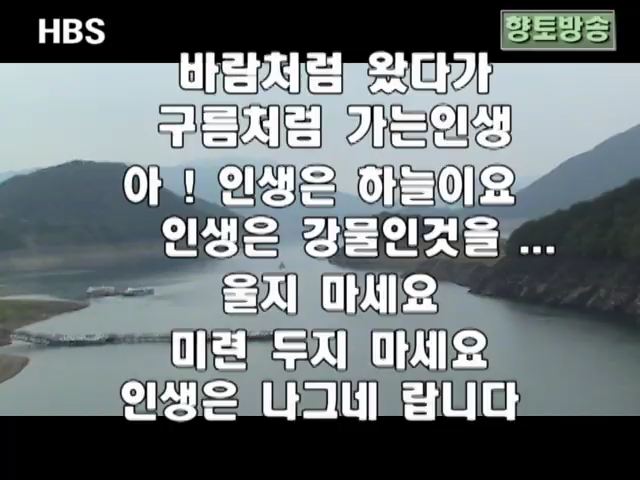 HBS
향토방송
바람처럼 왔다가
구름처럼 가는인생
아 ! 인생은 하늘이요
인생은 강물인것을 ...
울지 마세요
미련 두지 마세요
인생은 나그네 랍니다